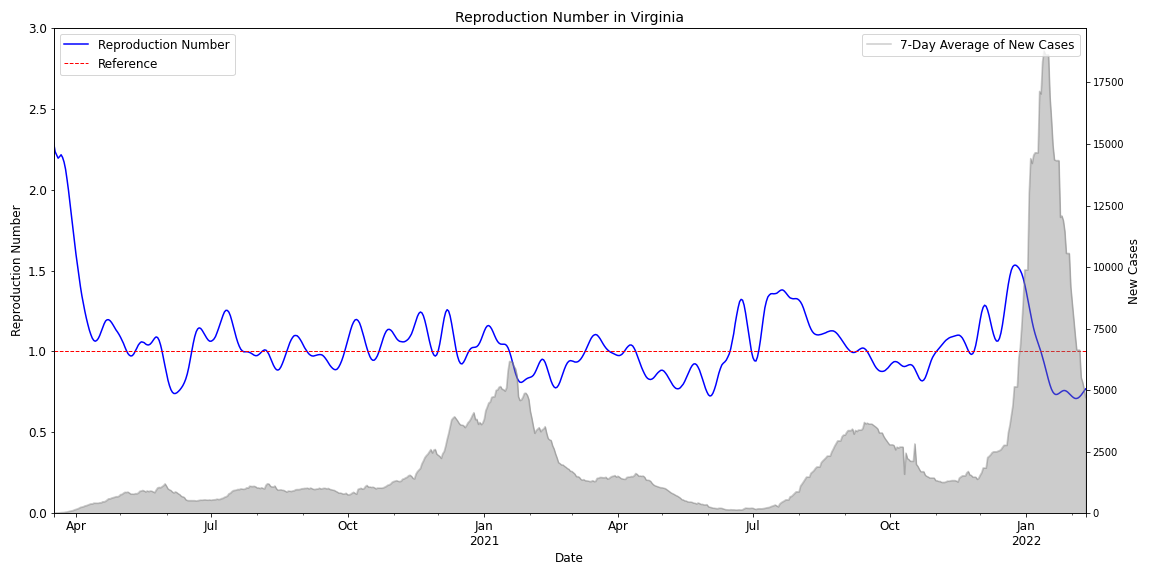 Reproduction Number in Virginia
Reproduction Number
Reference
7-Day Average of New Cases
3.0
2.5
2.0
1.5
1.0
0.5
0.0
Reproduction Number
17500
15000
12500
10000
7500
5000
2500
0
New Cases
Apr
Jul
Oct
Jan
2021
Apr
Jul
Oct
Jan
2022
Date